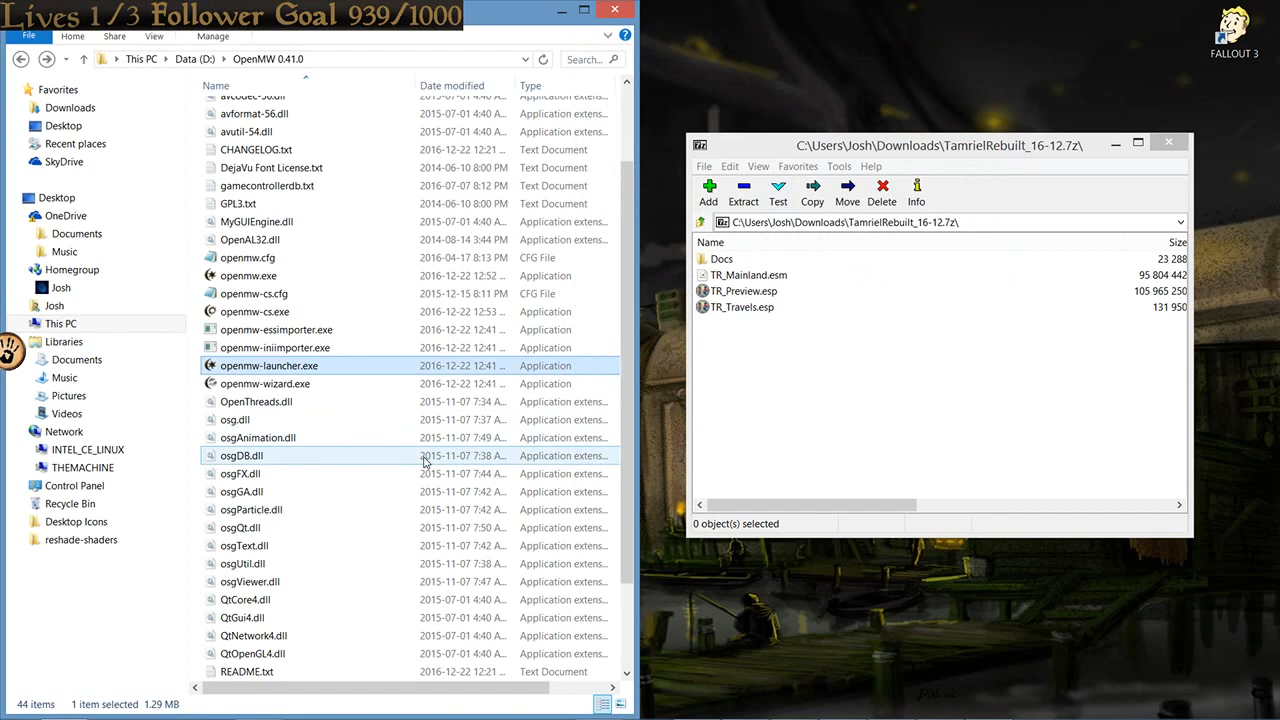 Lives 1/3 Follower Goal 939/1000
File Home Share View Manage
This PC Data (D:) OpenMW 0.41.0 Search...
Favorites
Downloads
Desktop
Recent places
SkyDrive
Desktop
OneDrive
Documents
Music
Homegroup
Josh
Josh
This PC
Libraries
Documents
Music
Pictures
Videos
Network
INTEL_CE_LINUX
THEMACHINE
Control Panel
Recycle Bin
Desktop Icons
reshade-shaders
Name Date modified Type
avcodec-56.dll 2015-07-01 4:40 A... Application extens...
avformat-56.dll 2015-07-01 4:40 A... Application extens...
avutil-54.dll 2015-07-01 4:40 A... Application extens...
CHANGELOG.txt 2016-12-22 12:21 ... Text Document
DejaVu Font License.txt 2014-06-10 8:00 PM Text Document
gamecontrollerdb.txt 2016-07-07 8:12 PM Text Document
GPL3.txt 2014-06-10 8:00 PM Text Document
MyGUIEngine.dll 2015-07-01 4:40 A... Application extens...
OpenAL32.dll 2014-08-14 3:44 PM Application extens...
openmw.cfg 2016-04-17 8:13 PM CFG File
openmw.exe 2016-12-22 12:52 ... Application
openmw-cs.cfg 2015-12-15 8:11 PM CFG File
openmw-cs.exe 2016-12-22 12:53 ... Application
openmw-essimporter.exe 2016-12-22 12:41 ... Application
openmw-iniimporter.exe 2016-12-22 12:41 ... Application
openmw-launcher.exe 2016-12-22 12:41 ... Application
openmw-wizard.exe 2016-12-22 12:41 ... Application
OpenThreads.dll 2015-11-07 7:34 A... Application extens...
osg.dll 2015-11-07 7:37 A... Application extens...
osgAnimation.dll 2015-11-07 7:49 A... Application extens...
osgDB.dll 2015-11-07 7:38 A... Application extens...
osgFX.dll 2015-11-07 7:44 A... Application extens...
osgGA.dll 2015-11-07 7:42 A... Application extens...
osgParticle.dll 2015-11-07 7:42 A... Application extens...
osgQt.dll 2015-11-07 7:50 A... Application extens...
osgText.dll 2015-11-07 7:42 A... Application extens...
osgUtil.dll 2015-11-07 7:38 A... Application extens...
osgViewer.dll 2015-11-07 7:47 A... Application extens...
QtCore4.dll 2015-07-01 4:40 A... Application extens...
QtGui4.dll 2015-07-01 4:40 A... Application extens...
QtNetwork4.dll 2015-07-01 4:40 A... Application extens...
QtOpenGL4.dll 2015-07-01 4:40 A... Application extens...
README.txt 2016-12-22 12:21 ... Text Document
44 items 1 item selected 1.29 MB
C:\Users\Josh\Downloads\TamrielRebuilt_16-12.7z\
File Edit View Favorites Tools Help
Add Extract Test Copy Move Delete Info
C:\Users\Josh\Downloads\TamrielRebuilt_16-12.7z\
Name Size
Docs 23 288
TR_Mainland.esm 95 804 442
TR_Preview.esp 105 965 250
TR_Travels.esp 131 950
0 object(s) selected
FALLOUT 3